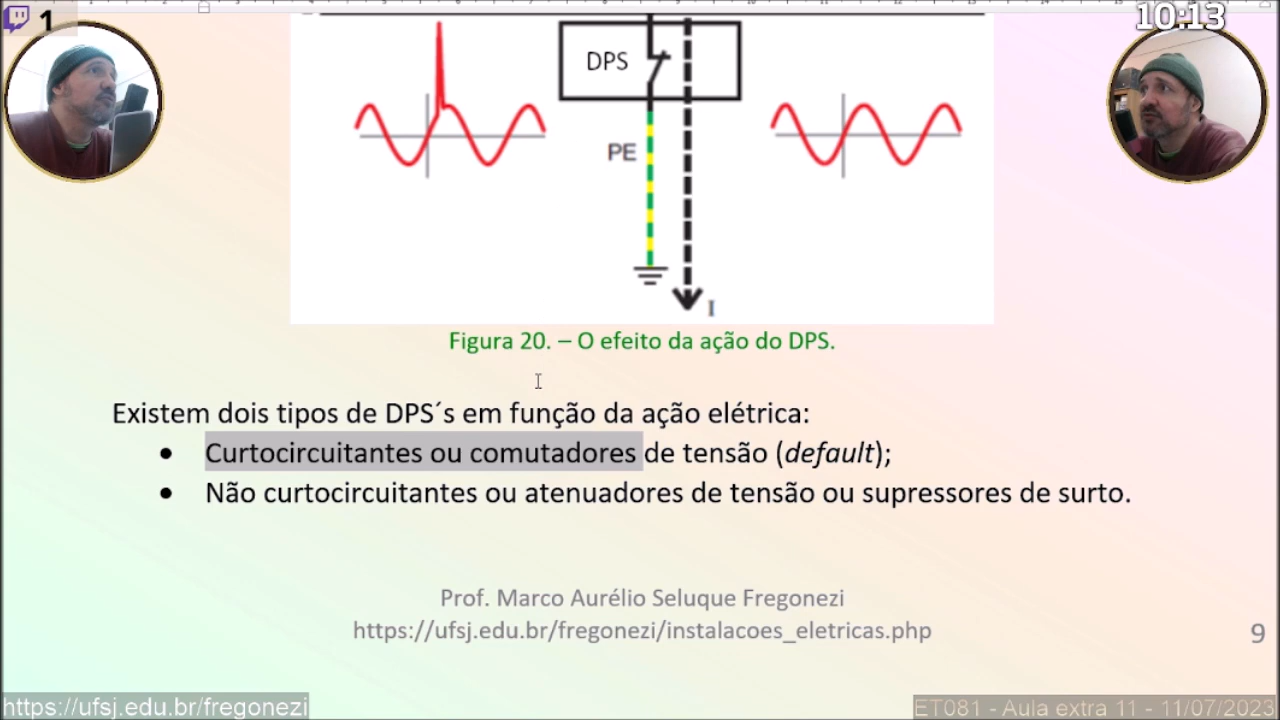 1
10:13
DPS
PE
I
Figura 20. – O efeito da ação do DPS.
Existem dois tipos de DPS´s em função da ação elétrica:
• Curtocircuitantes ou comutadores de tensão (default);
• Não curtocircuitantes ou atenuadores de tensão ou supressores de surto.
Prof. Marco Aurélio Seluque Fregonezi
https://ufsj.edu.br/fregonezi/instalacoes_eletricas.php
9
https://ufsj.edu.br/fregonezi
ET081 - Aula extra 11 - 11/07/2023